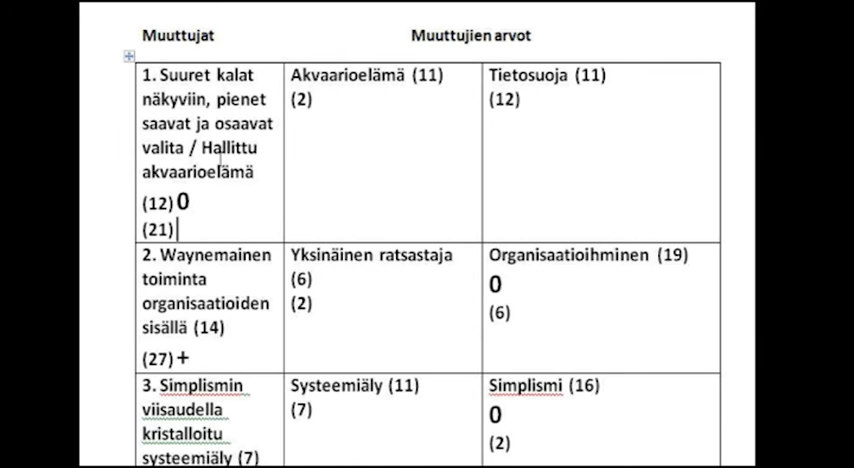 Muuttujat Muuttujien arvot
1. Suuret kalat
näkyviin, pienet
saavat ja osaavat
valita / Hallittu
akvaarioelämä
(12) 0
(21)
Akvaarioelämä (11)
(2)
Tietosuoja (11)
(12)
2. Waynemainen
toiminta
organisaatioiden
sisällä (14)
(27) +
Yksinäinen ratsastaja
(6)
(2)
Organisaatioihminen (19)
0
(6)
3. Simplismin
viisaudella
kristalloitu
systeemiäly (7)
Systeemiäly (11)
(7)
Simplismi (16)
0
(2)